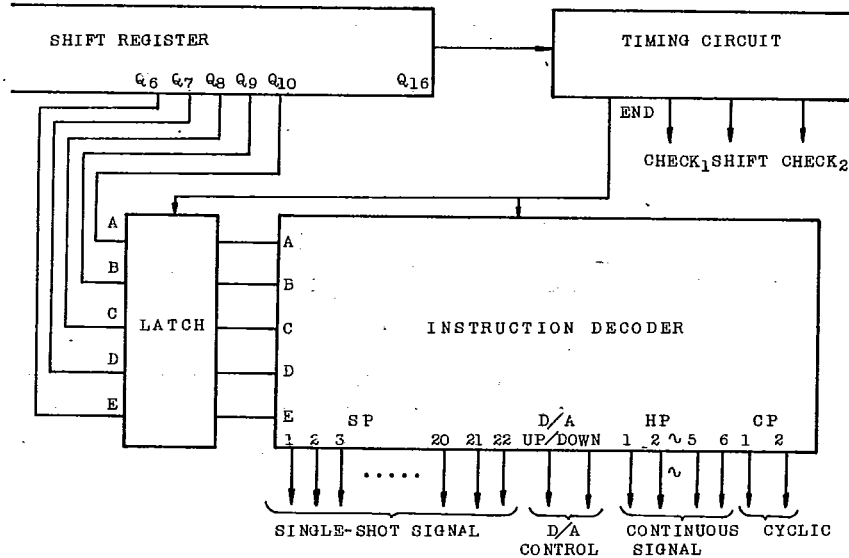 SHIFT REGISTER
TIMING CIRCUIT
Q6 Q7 Q8 Q9 Q10 Q16
END
CHECK1 SHIFT CHECK2
A
A
B
B
C
LATCH
C
INSTRUCTION DECODER
D
D
E
E
SP D/A HP CP
1 2 3 20 21 22 UP/DOWN 1 2 ~ 5 6 1 2
..... ~
SINGLE-SHOT SIGNAL D/A CONTINUOUS CYCLIC
CONTROL SIGNAL